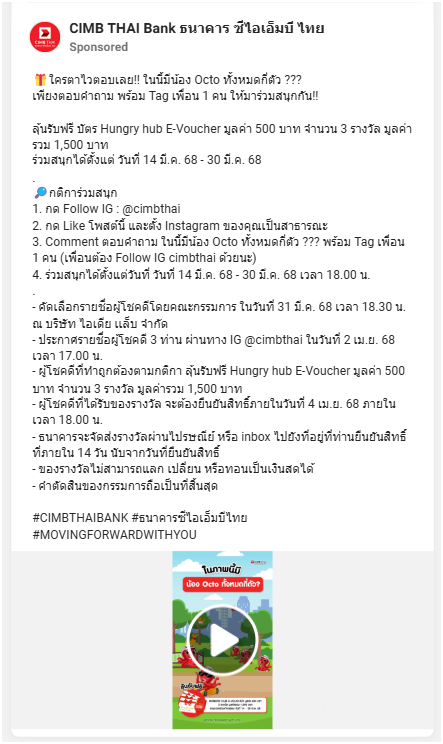 CIMB THAI Bank ธนาคาร ซีไอเอ็มบี ไทย
Sponsored
🎁 ใครตาไวตอบเลย!! ในนี้มีน้อง Octo ทั้งหมดกี่ตัว ???
เพียงตอบคำถาม พร้อม Tag เพื่อน 1 คน ให้มาร่วมสนุกกัน!!
ลุ้นรับฟรี บัตร Hungry hub E-Voucher มูลค่า 500 บาท จำนวน 3 รางวัล มูลค่า
รวม 1,500 บาท
ร่วมสนุกได้ตั้งแต่ วันที่ 14 มี.ค. 68 - 30 มี.ค. 68
.
🔎 กติการ่วมสนุก
1. กด Follow IG : @cimbthai
2. กด Like โพสต์นี้ และตั้ง Instagram ของคุณเป็นสาธารณะ
3. Comment ตอบคำถาม ในนี้มีน้อง Octo ทั้งหมดกี่ตัว ??? พร้อม Tag เพื่อน
1 คน (เพื่อนต้อง Follow IG cimbthai ด้วยนะ)
4. ร่วมสนุกได้ตั้งแต่วันที่ วันที่ 14 มี.ค. 68 - 30 มี.ค. 68 เวลา 18.00 น.
.
- คัดเลือกรายชื่อผู้โชคดีโดยคณะกรรมการ ในวันที่ 31 มี.ค. 68 เวลา 18.30 น.
ณ บริษัท ไอเดีย แล็บ จำกัด
- ประกาศรายชื่อผู้โชคดี 3 ท่าน ผ่านทาง IG @cimbthai ในวันที่ 2 เม.ย. 68
เวลา 17.00 น.
- ผู้โชคดีที่ทำถูกต้องตามกติกา ลุ้นรับฟรี Hungry hub E-Voucher มูลค่า 500
บาท จำนวน 3 รางวัล มูลค่ารวม 1,500 บาท
- ผู้โชคดีที่ได้รับของรางวัล จะต้องยืนยันสิทธิ์ภายในวันที่ 4 เม.ย. 68 ภายใน
เวลา 18.00 น.
- ธนาคารจะจัดส่งรางวัลผ่านไปรษณีย์ หรือ inbox ไปยังที่อยู่ที่ท่านยืนยันสิทธิ์
ที่ภายใน 14 วัน นับจากวันที่ยืนยันสิทธิ์
- ของรางวัลไม่สามารถแลก เปลี่ยน หรือทอนเป็นเงินสดได้
- คำตัดสินของกรรมการถือเป็นที่สิ้นสุด
#CIMBTHAIBANK #ธนาคารซีไอเอ็มบีไทย
#MOVINGFORWARDWITHYOU
ในภาพนี้มี
น้อง Octo ทั้งหมดกี่ตัว?
ลุ้นรับฟรี